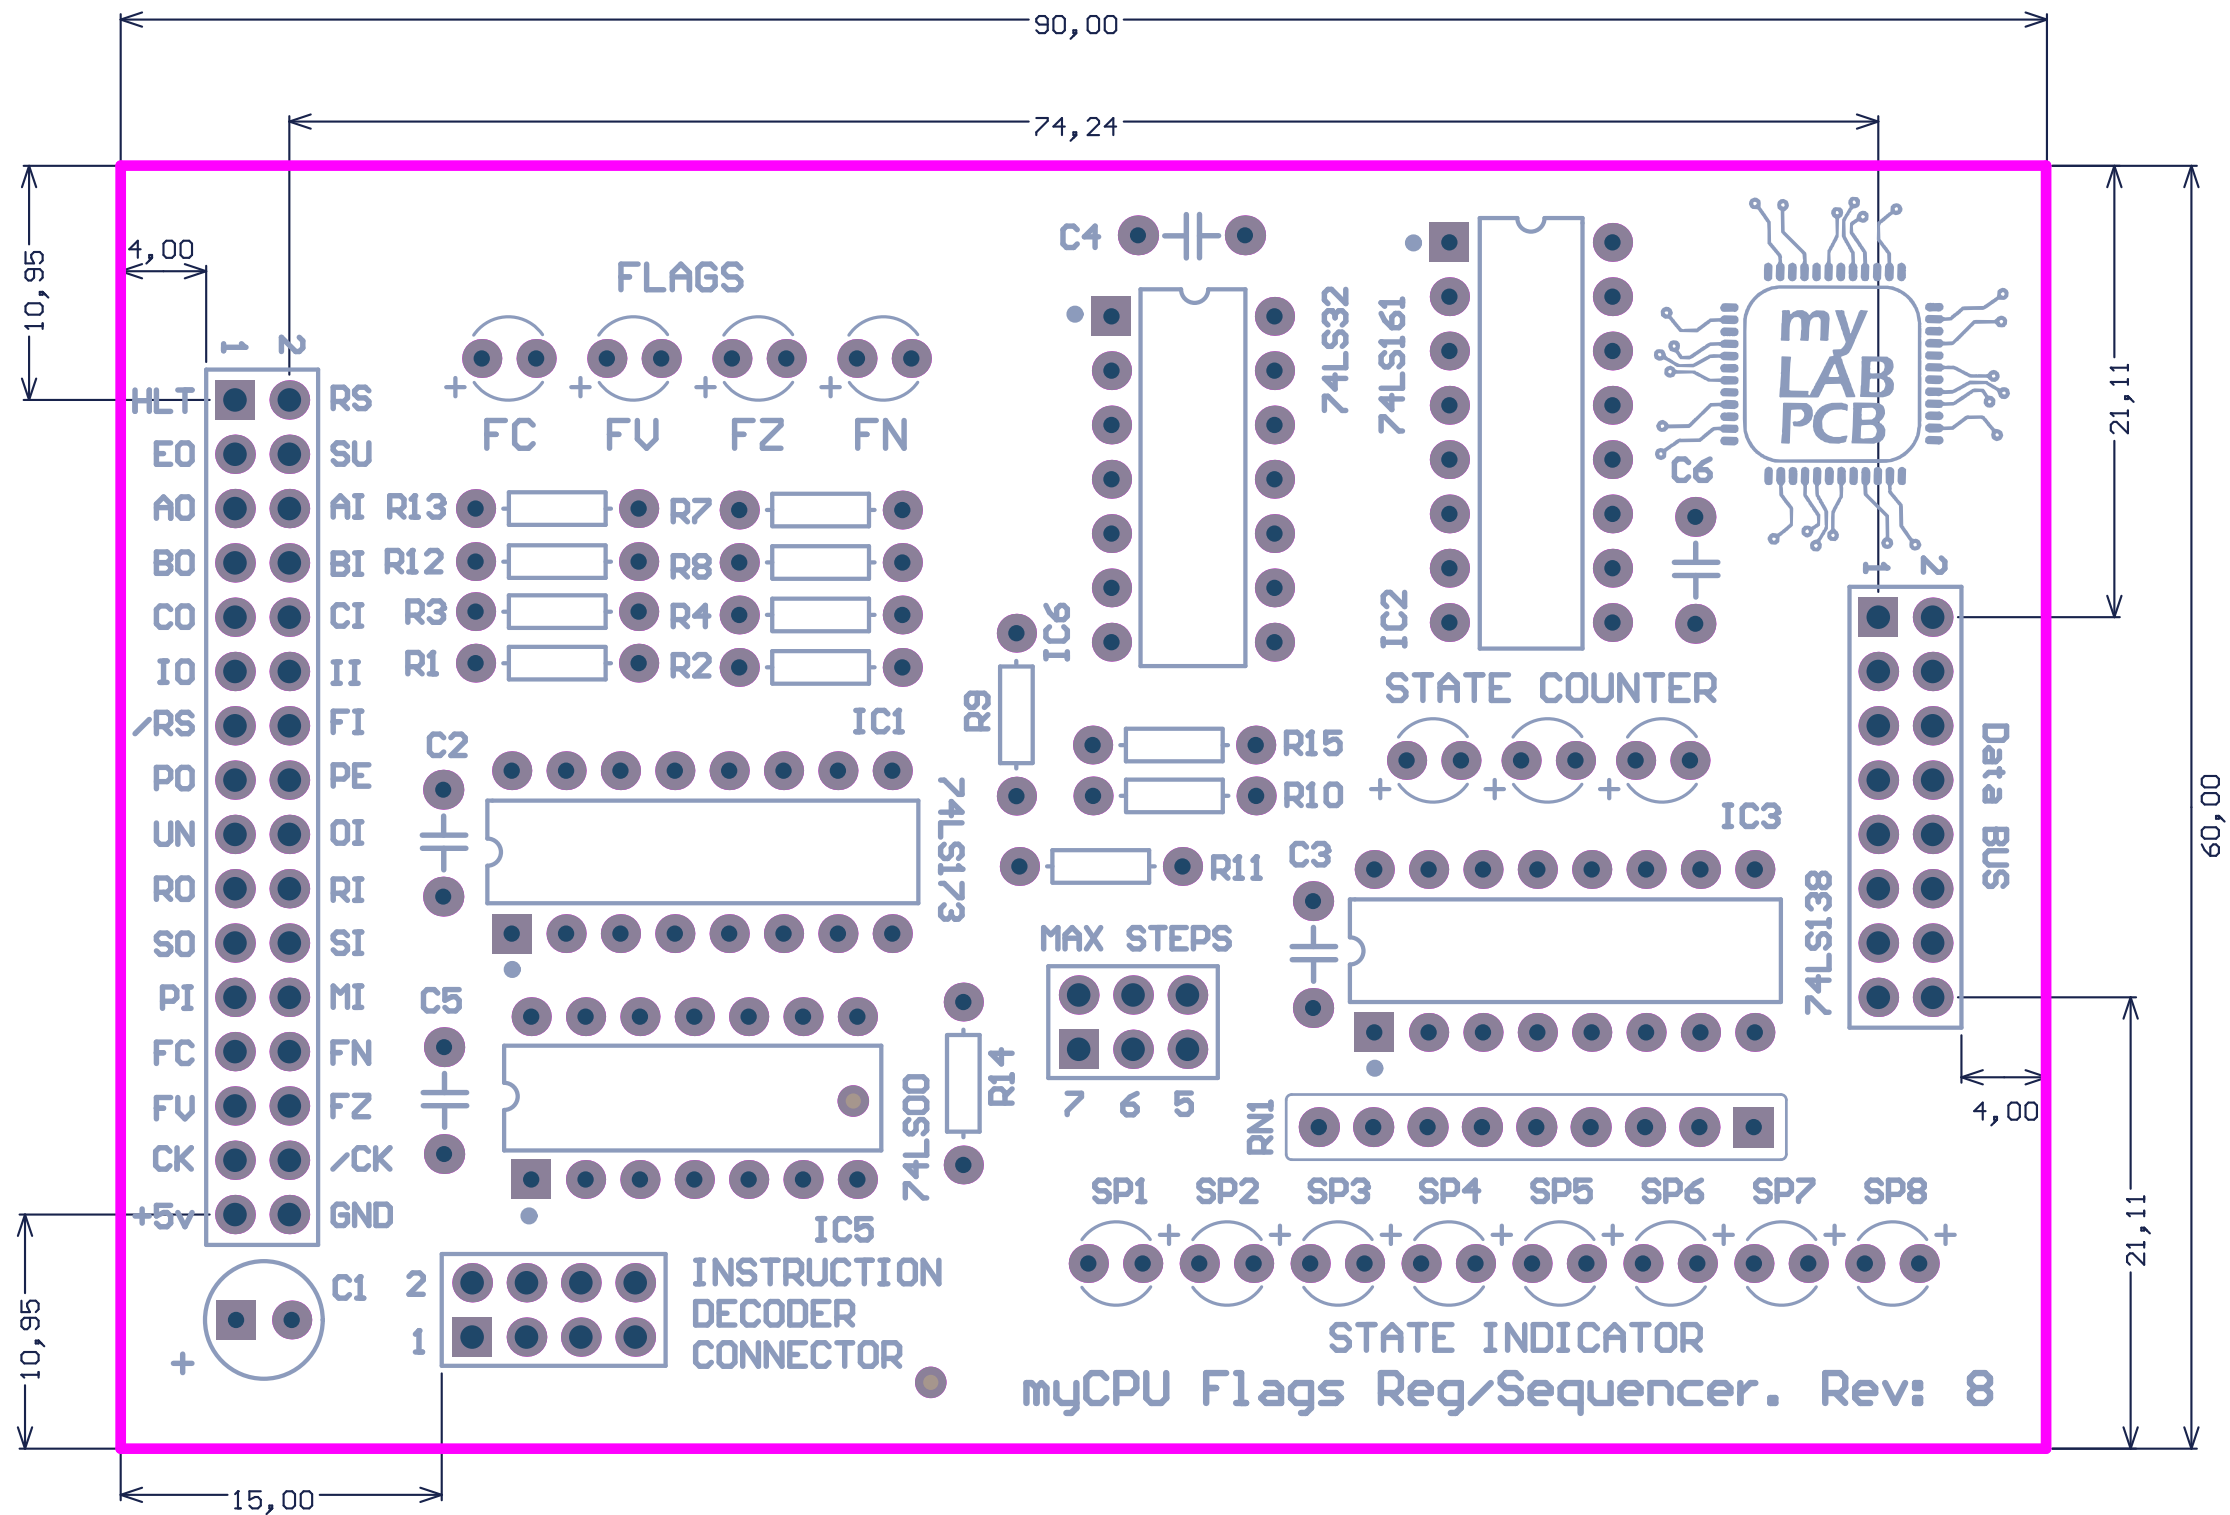 90,00
74,24
10,95
4,00
21,11
60,00
C4
FLAGS
74LS32
74LS161
my
LAB
PCB
1 2
HLT RS
FC FV FZ FN
EO SU
C6
AO AI R13 R7
BO BI R12 R8
1 2
CO CI R3 R4
IC6 IC2
IO II R1 R2
STATE COUNTER
R9
/RS FI IC1
C2 R15
Data BUS
PO PE
R10
IC3
UN OI
74LS173
C3
R11
RO RI
74LS138
SO SI
MAX STEPS
PI MI C5
FC FN
R14
74LS00
FV FZ
7 6 5
RN1
4,00
CK /CK
SP1 SP2 SP3 SP4 SP5 SP6 SP7 SP8
+5v GND
IC5
+ + + + + + + +
21,11
10,95
C1
2
1
INSTRUCTION
DECODER
CONNECTOR
STATE INDICATOR
+
myCPU Flags Reg/Sequencer. Rev: 8
15,00